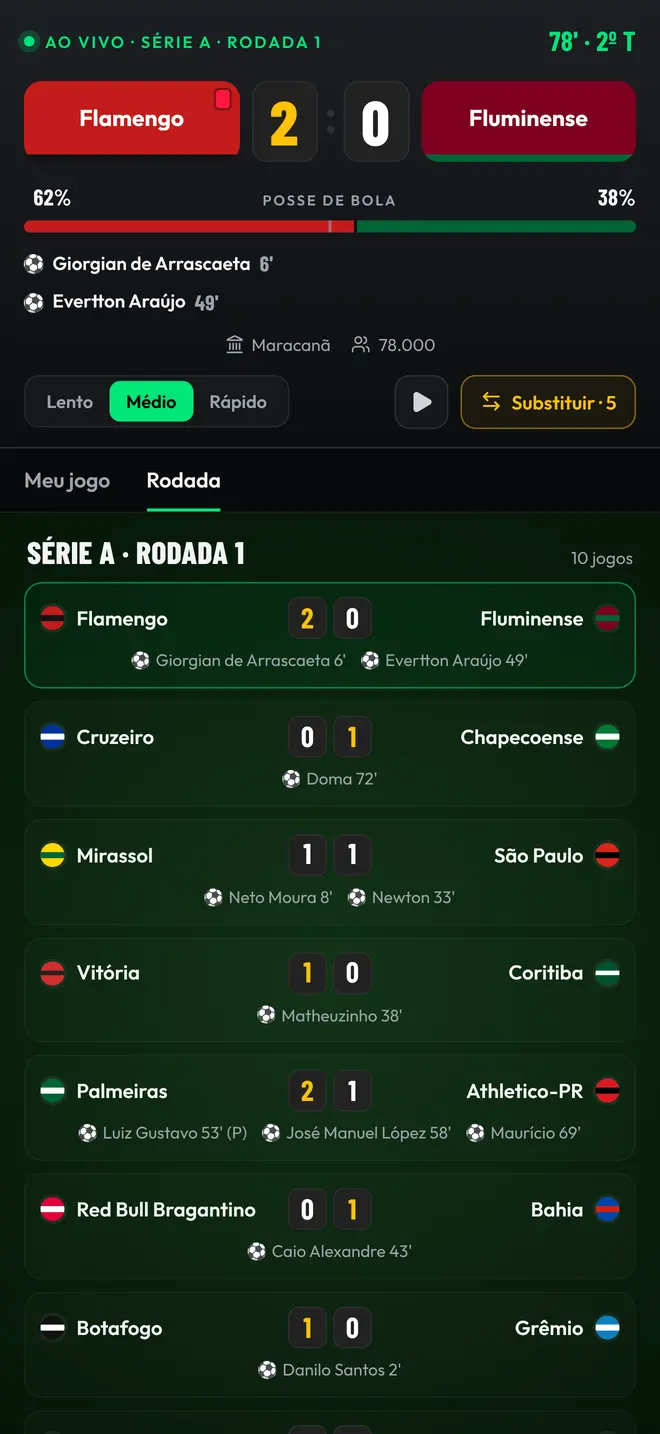 AO VIVO · SÉRIE A · RODADA 1 78' · 2º T
Flamengo 2 : 0 Fluminense
62% POSSE DE BOLA 38%
Giorgian de Arrascaeta 6'
Evertton Araújo 49'
Maracanã 78.000
Lento Médio Rápido Substituir · 5
Meu jogo Rodada
SÉRIE A · RODADA 1 10 jogos
Flamengo 2 0 Fluminense
Giorgian de Arrascaeta 6' Evertton Araújo 49'
Cruzeiro 0 1 Chapecoense
Doma 72'
Mirassol 1 1 São Paulo
Neto Moura 8' Newton 33'
Vitória 1 0 Coritiba
Matheuzinho 38'
Palmeiras 2 1 Athletico-PR
Luiz Gustavo 53' (P) José Manuel López 58' Maurício 69'
Red Bull Bragantino 0 1 Bahia
Caio Alexandre 43'
Botafogo 1 0 Grêmio
Danilo Santos 2'